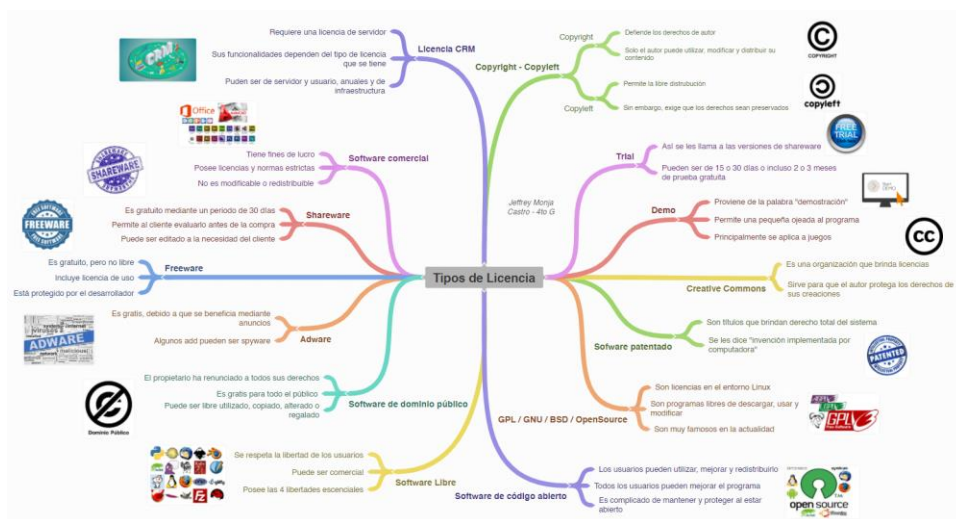 Requiere una licencia de servidor
Sus funcionalidades dependen del tipo de licencia
que se tiene
Puden ser de servidor y usuario, anuales y de
infraestructura
Licencia CRM
CRM
Office
Tiene fines de lucro
Posee licencias y normas estrictas
No es modificable o redistribuible
Software comercial
SHAREWARE
Es gratuito mediante un periodo de 30 días
Permite al cliente evaluarlo antes de la compra
Puede ser editado a la necesidad del cliente
Shareware
FREEWARE
Es gratuito, pero no libre
Incluye licencia de uso
Está protegido por el desarrollador
Freeware
Es gratis, debido a que se beneficia mediante
anuncios
Algunos add pueden ser spyware
Adware
ADWARE
El propietario ha renunciado a todos sus derechos
Es gratis para todo el público
Puede ser libre utilizado, copiado, alterado o
regalado
Software de dominio público
Dominio Público
Se respeta la libertad de los usuarios
Puede ser comercial
Posee las 4 libertades escenciales
Software Libre
Tipos de Licencia
Jeffrey Monja
Castro - 4to G
Copyright - Copyleft
Copyright
Defiende los derechos de autor
Solo el autor puede utilizar, modificar y distribuir su
contenido
Copyleft
Permite la libre distrubución
Sin embargo, exige que los derechos sean preservados
COPYRIGHT
copyleft
Trial
Así se les llama a las versiones de shareware
Pueden ser de 15 o 30 días o incluso 2 o 3 meses
de prueba gratuita
FREE
TRIAL
Demo
Proviene de la palabra "demostración"
Permite una pequeña ojeada al programa
Principalmente se aplica a juegos
cc
Creative Commons
Es una organización que brinda licencias
Sirve para que el autor protega los derechos de
sus creaciones
Sofware patentado
Son títulos que brindan derecho total del sistema
Se les dice "invención implementada por
computadora"
PATENTED
GPL / GNU / BSD / OpenSource
Son licencias en el entorno Linux
Son programas libres de descargar, usar y
modificar
Son muy famosos en la actualidad
GPLv3
Software de código abierto
Los usuarios pueden utilizar, mejorar y redistribuirlo
Todos los usuarios pueden mejorar el programa
Es complicado de mantener y proteger al estar
abierto
open source